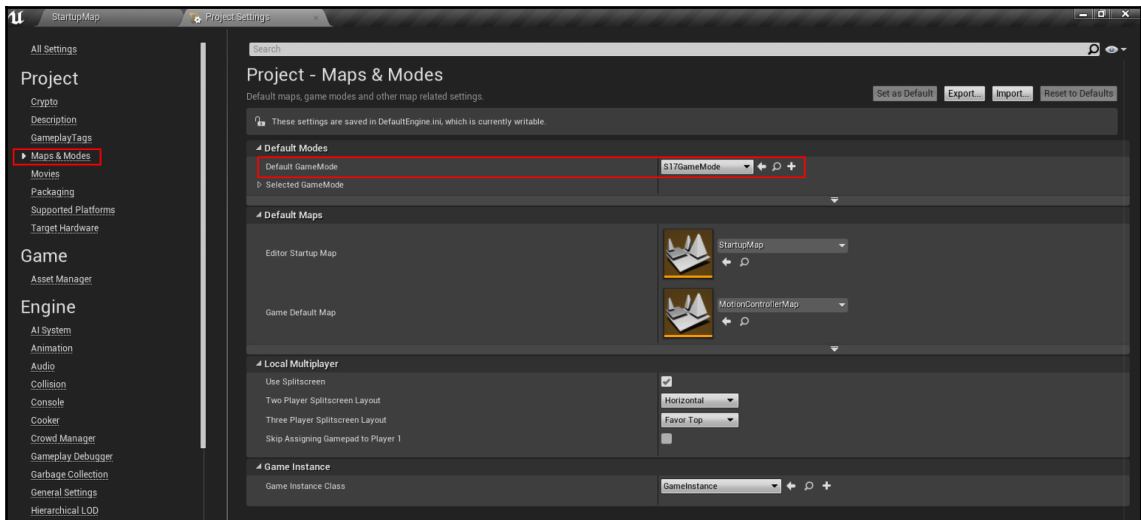 StartupMap
Project Settings
All Settings
Project
Crypto
Description
GameplayTags
Maps & Modes
Movies
Packaging
Supported Platforms
Target Hardware
Game
Asset Manager
Engine
AI System
Animation
Audio
Collision
Console
Cooker
Crowd Manager
Gameplay Debugger
Garbage Collection
General Settings
Hierarchical LOD
Search
Project - Maps & Modes
Default maps, game modes and other map related settings.
Set as Default Export... Import... Reset to Defaults
These settings are saved in DefaultEngine.ini, which is currently writable.
Default Modes
Default GameMode S17GameMode
Selected GameMode
Default Maps
Editor Startup Map StartupMap
Game Default Map MotionControllerMap
Local Multiplayer
Use Splitscreen
Two Player Splitscreen Layout Horizontal
Three Player Splitscreen Layout Favor Top
Skip Assigning Gamepad to Player 1
Game Instance
Game Instance Class GameInstance